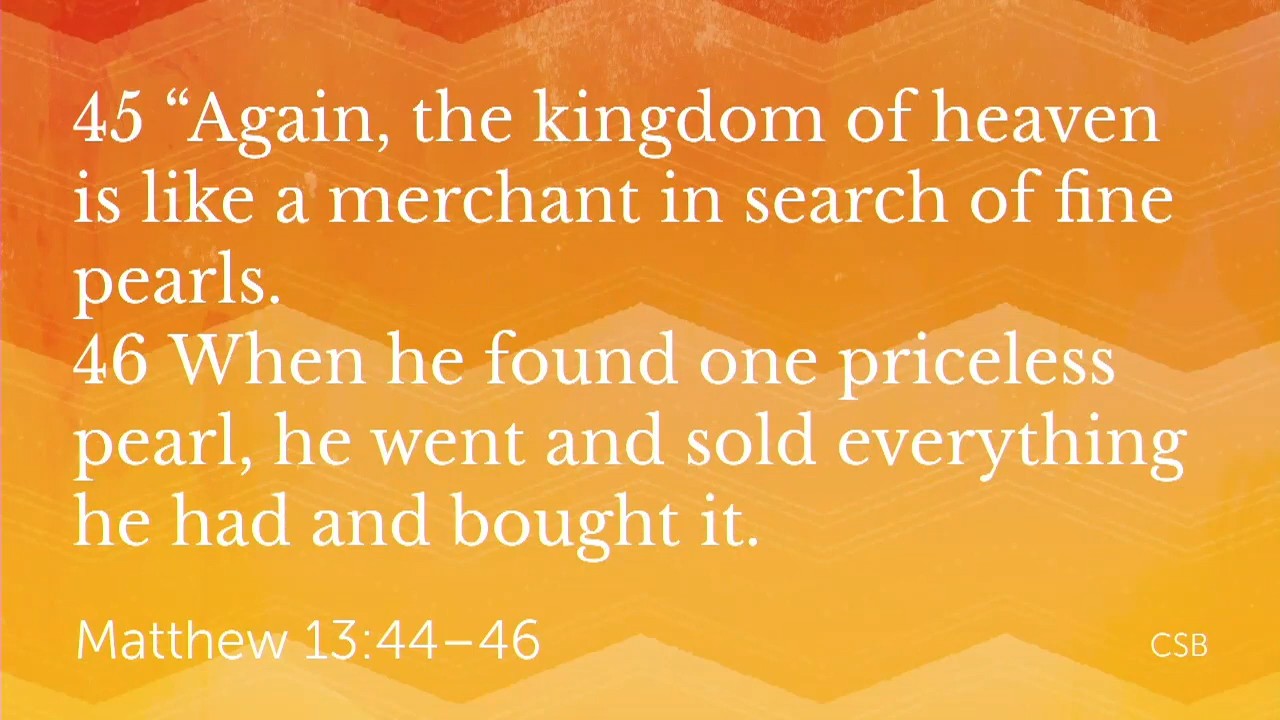 45 “Again, the kingdom of heaven
is like a merchant in search of fine
pearls.
46 When he found one priceless
pearl, he went and sold everything
he had and bought it.
Matthew 13:44–46
CSB